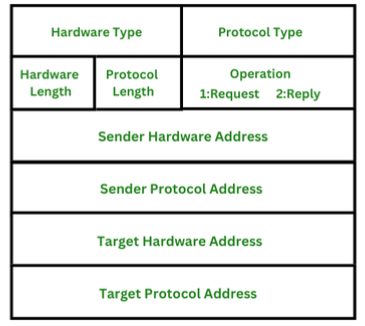 Hardware Type
Protocol Type
Hardware
Length
Protocol
Length
Operation
1:Request 2:Reply
Sender Hardware Address
Sender Protocol Address
Target Hardware Address
Target Protocol Address